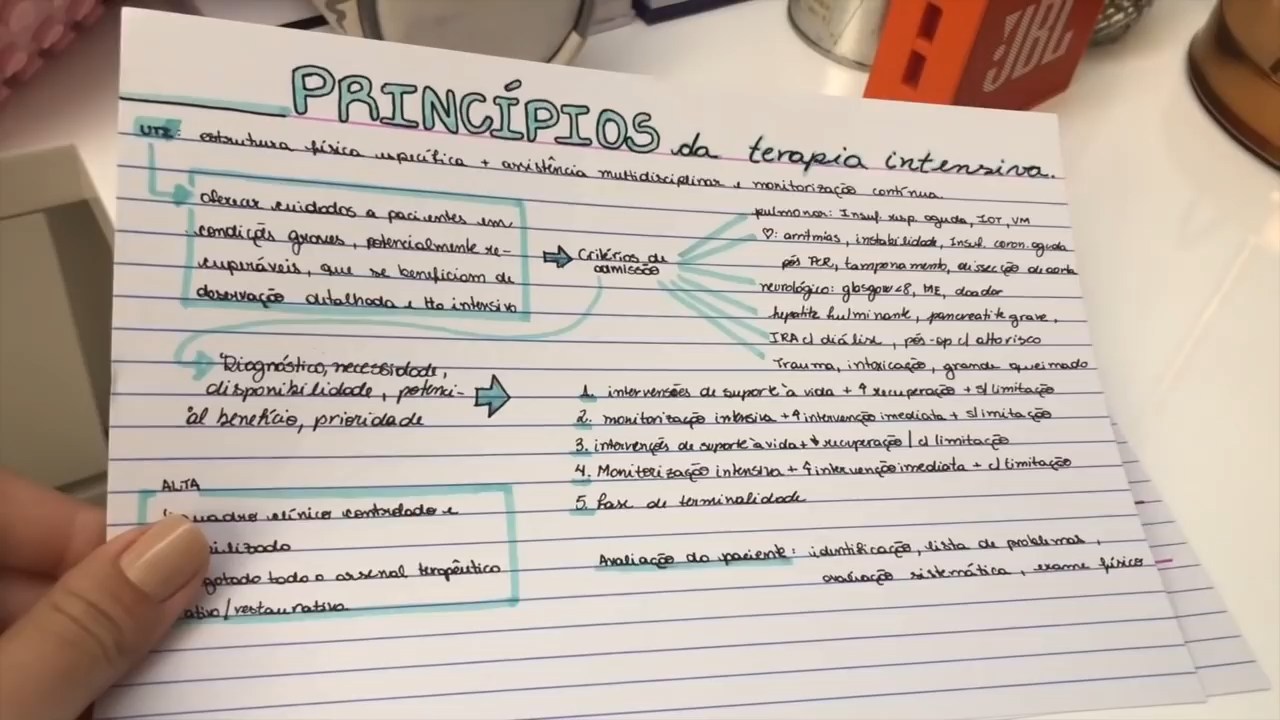 PRINCÍPIOS da terapia intensiva.
UTI: estrutura física específica + assistência multidisciplinar e monitorização contínua.
oferecer cuidados a pacientes em
condições graves, potencialmente re-
cuperáveis, que se beneficiam de
observação detalhada e tto intensivo
Critérios de
admissão
pulmonar: Insuf. resp. aguda, IOT, VM
♡: arritmias, instabilidade, Insuf. coron. aguda
pós PCR, tamponamento, dissecção de aorta
neurológico: glasgow <8, ME, doador
hepatite fulminante, pancreatite grave,
IRA c/ diálise, pós-op c/ alto risco
Trauma, intoxicação, grande queimado
Diagnóstico, necessidade,
disponibilidade, potenci-
al benefício, prioridade
1. intervensões de suporte à vida + ↑ recuperação + s/ limitação
2. monitorização intensiva + ↑ intervenção imediata + s/ limitação
3. intervenções de suporte à vida + ↓ recuperação / c/ limitação
4. Monitorização intensiva + ↑ intervenção imediata + c/ limitação
5. Fase de terminalidade
ALTA
quadro clínico controlado e
ilizado
gotado todo o arsenal terapêutico
ativo/restaurativo
Avaliação do paciente: identificação, lista de problemas,
avaliação sistemática, exame físico
JBL